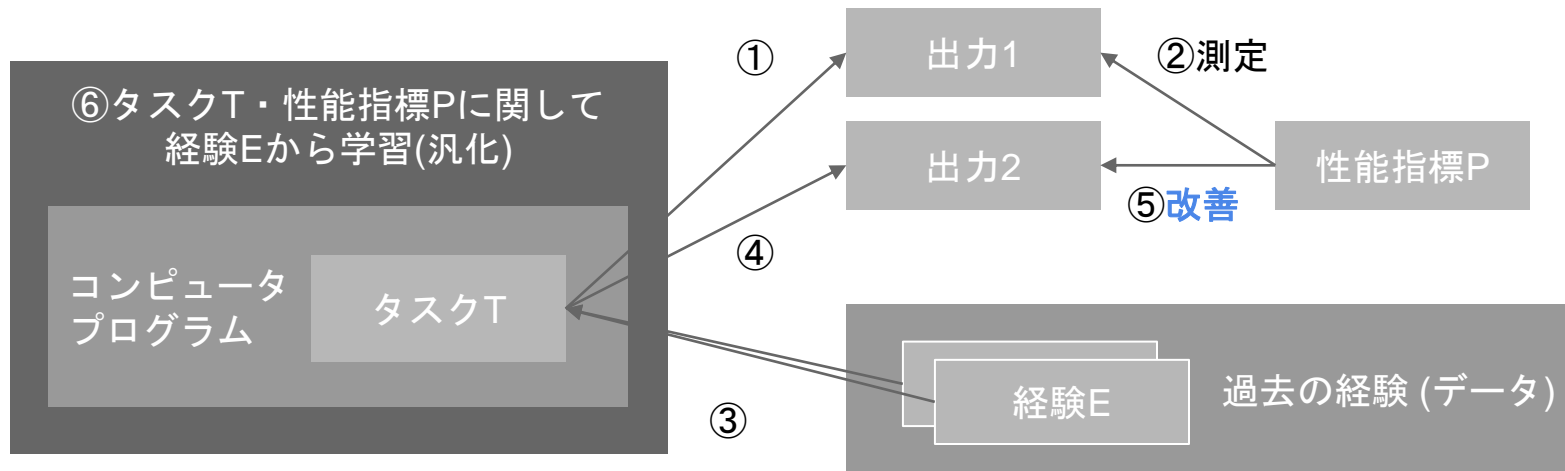 ⑥タスクT・性能指標Pに関して
経験Eから学習(汎化)
コンピュータ
プログラム
タスクT
①
出力1
②測定
出力2
性能指標P
⑤改善
④
③
経験E
過去の経験 (データ)